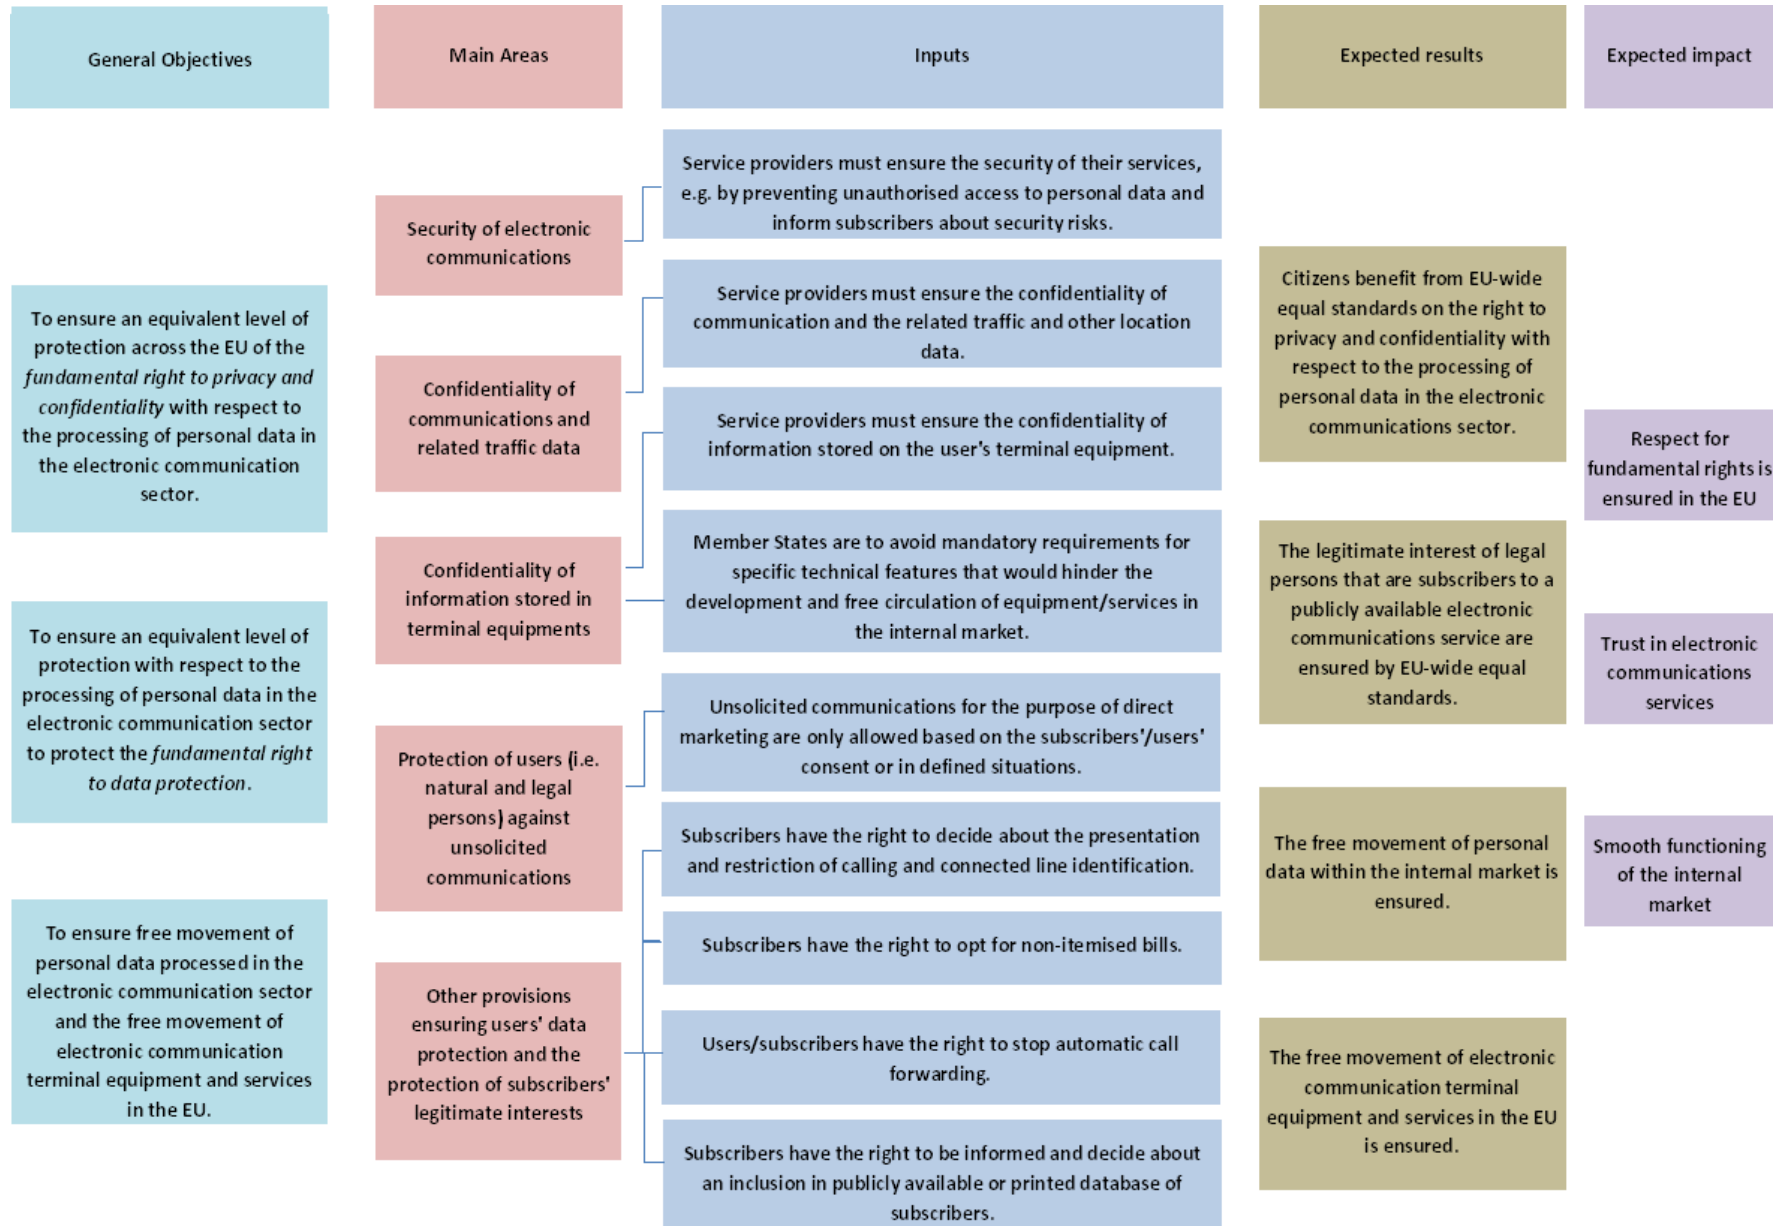 General Objectives
Main Areas
Inputs
Expected results
Expected impact
To ensure an equivalent level of
protection across the EU of the
fundamental right to privacy and
confidentiality with respect to
the processing of personal data in
the electronic communication
sector.
To ensure an equivalent level of
protection with respect to the
processing of personal data in the
electronic communication sector
to protect the fundamental right
to data protection.
To ensure free movement of
personal data processed in the
electronic communication sector
and the free movement of
electronic communication
terminal equipment and services
in the EU.
Security of electronic
communications
Confidentiality of
communications and
related traffic data
Confidentiality of
information stored in
terminal equipments
Protection of users (i.e.
natural and legal
persons) against
unsolicited
communications
Other provisions
ensuring users' data
protection and the
protection of subscribers'
legitimate interests
Service providers must ensure the security of their services,
e.g. by preventing unauthorised access to personal data and
inform subscribers about security risks.
Service providers must ensure the confidentiality of
communication and the related traffic and other location
data.
Service providers must ensure the confidentiality of
information stored on the user's terminal equipment.
Member States are to avoid mandatory requirements for
specific technical features that would hinder the
development and free circulation of equipment/services in
the internal market.
Unsolicited communications for the purpose of direct
marketing are only allowed based on the subscribers'/users'
consent or in defined situations.
Subscribers have the right to decide about the presentation
and restriction of calling and connected line identification.
Subscribers have the right to opt for non-itemised bills.
Users/subscribers have the right to stop automatic call
forwarding.
Subscribers have the right to be informed and decide about
an inclusion in publicly available or printed database of
subscribers.
Citizens benefit from EU-wide
equal standards on the right to
privacy and confidentiality with
respect to the processing of
personal data in the electronic
communications sector.
The legitimate interest of legal
persons that are subscribers to a
publicly available electronic
communications service are
ensured by EU-wide equal
standards.
The free movement of personal
data within the internal market is
ensured.
The free movement of electronic
communication terminal
equipment and services in the EU
is ensured.
Respect for
fundamental rights is
ensured in the EU
Trust in electronic
communications
services
Smooth functioning
of the internal
market